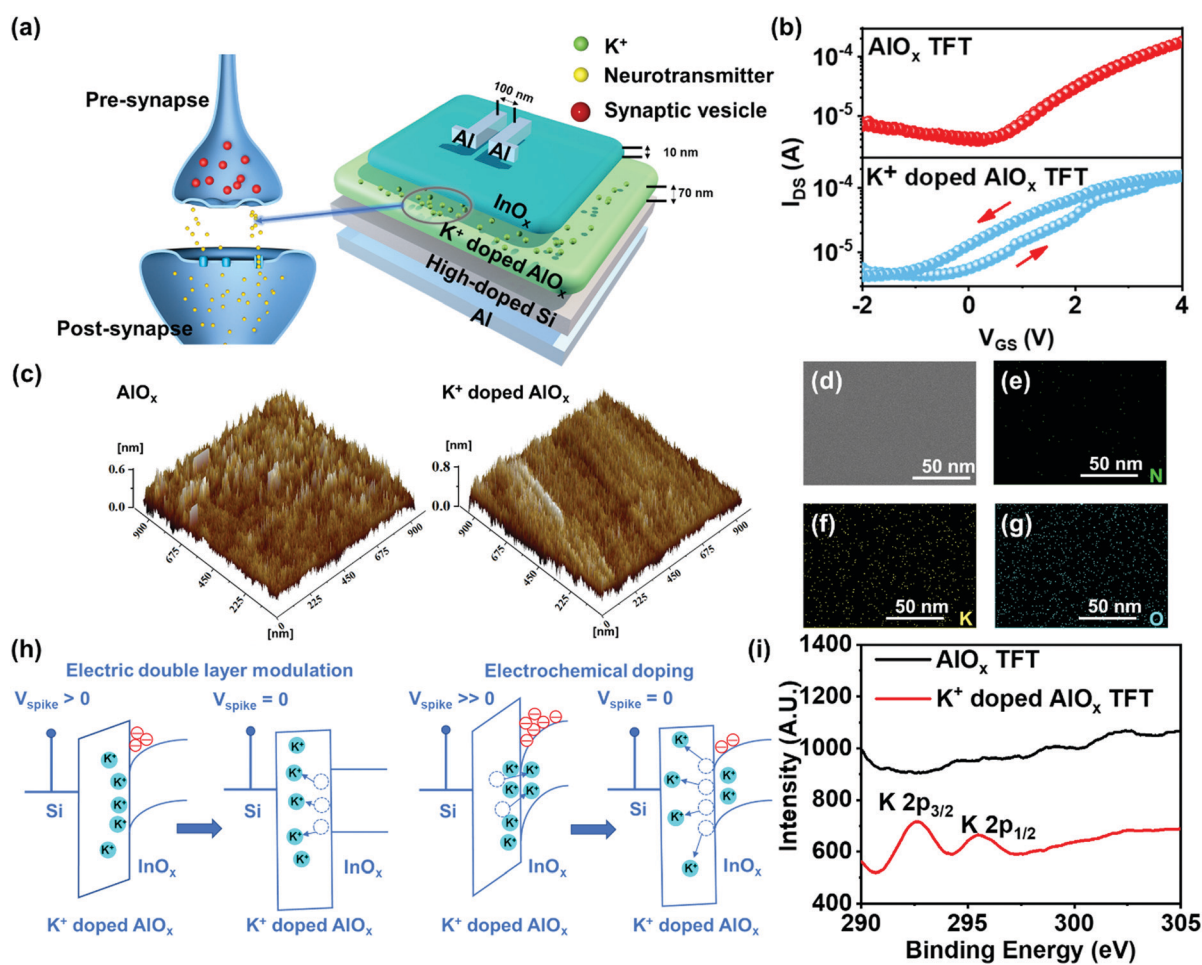 (a)
K⁺
Neurotransmitter
Synaptic vesicle
Pre-synapse
Post-synapse
100 nm
Al
Al
10 nm
70 nm
InOₓ
K⁺ doped AlOₓ
High-doped Si
Al
(b)
AlOₓ TFT
K⁺ doped AlOₓ TFT
10⁻⁴
10⁻⁵
10⁻⁴
10⁻⁵
I_DS (A)
-2 0 2 4
V_GS (V)
(c)
AlOₓ
[nm]
0.6
0.0
900
675
450
225
0
[nm]
225
450
675
900
K⁺ doped AlOₓ
[nm]
0.8
0.0
900
675
450
225
0
[nm]
225
450
675
900
(d)
50 nm
(e)
50 nm
N
(f)
50 nm
K
(g)
50 nm
O
(h)
Electric double layer modulation
V_spike > 0
V_spike = 0
K⁺
K⁺
K⁺
K⁺
K⁺
K⁺
Si
InOₓ
K⁺ doped AlOₓ
K⁺
K⁺
K⁺
K⁺
Si
InOₓ
K⁺ doped AlOₓ
Electrochemical doping
V_spike >> 0
V_spike = 0
K⁺ K⁺
K⁺ K⁺
K⁺
K⁺
Si
InOₓ
K⁺ doped AlOₓ
K⁺
K⁺ K⁺
K⁺ K⁺
K⁺
Si
InOₓ
K⁺ doped AlOₓ
(i)
AlOₓ TFT
K⁺ doped AlOₓ TFT
K 2p₃/₂
K 2p₁/₂
1400
1200
1000
800
600
400
Intensity (A.U.)
290 295 300 305
Binding Energy (eV)